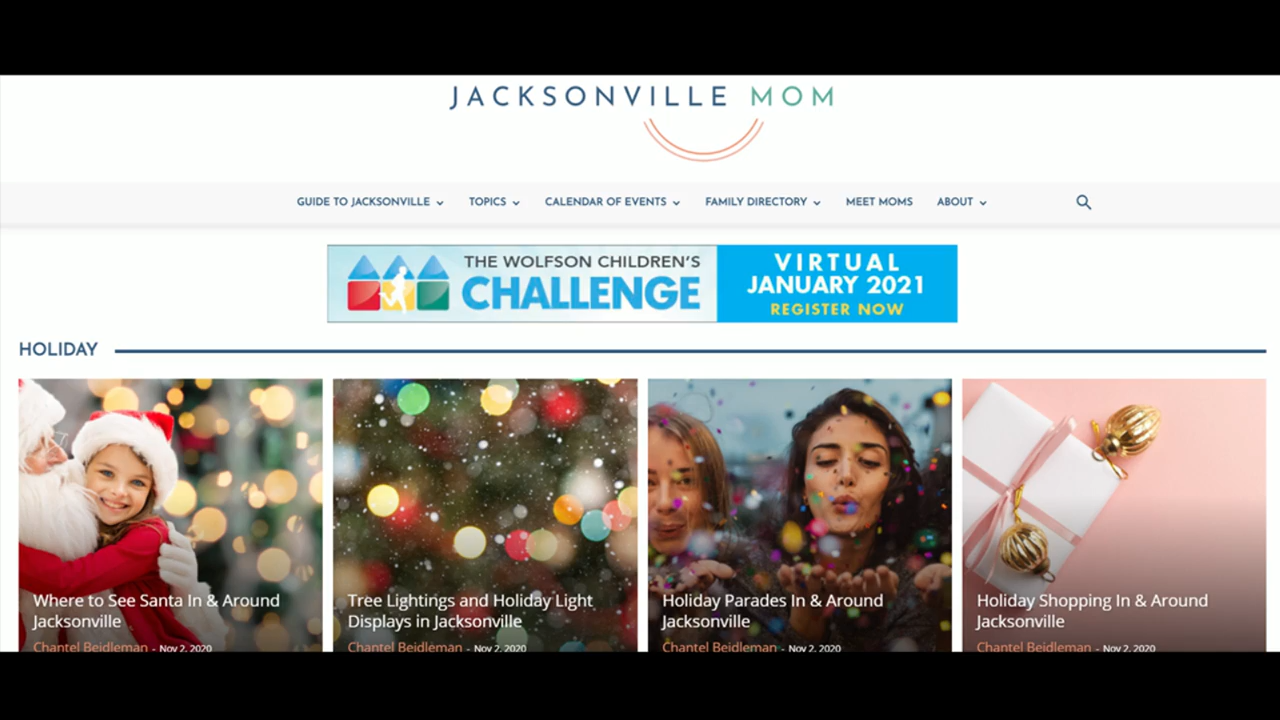 JACKSONVILLE MOM
GUIDE TO JACKSONVILLE TOPICS CALENDAR OF EVENTS FAMILY DIRECTORY MEET MOMS ABOUT
THE WOLFSON CHILDREN'S
CHALLENGE
VIRTUAL
JANUARY 2021
REGISTER NOW
HOLIDAY
Where to See Santa In & Around
Jacksonville
Chantel Beidleman - Nov 2, 2020
Tree Lightings and Holiday Light
Displays in Jacksonville
Chantel Beidleman - Nov 2, 2020
Holiday Parades In & Around
Jacksonville
Chantel Beidleman - Nov 2, 2020
Holiday Shopping In & Around
Jacksonville
Chantel Beidleman - Nov 2, 2020